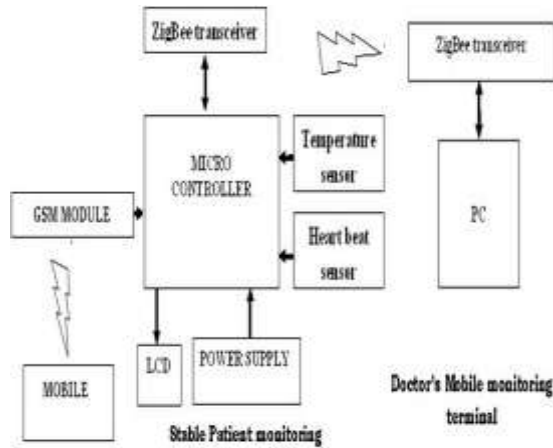 ZigBee transceiver
ZigBee transceiver
MICRO
CONTROLLER
Temperature
sensor
Heart beat
sensor
GSM MODULE
PC
LCD
POWER SUPPLY
MOBILE
Stable Patient monitoring
Doctor's Mobile monitoring
terminal